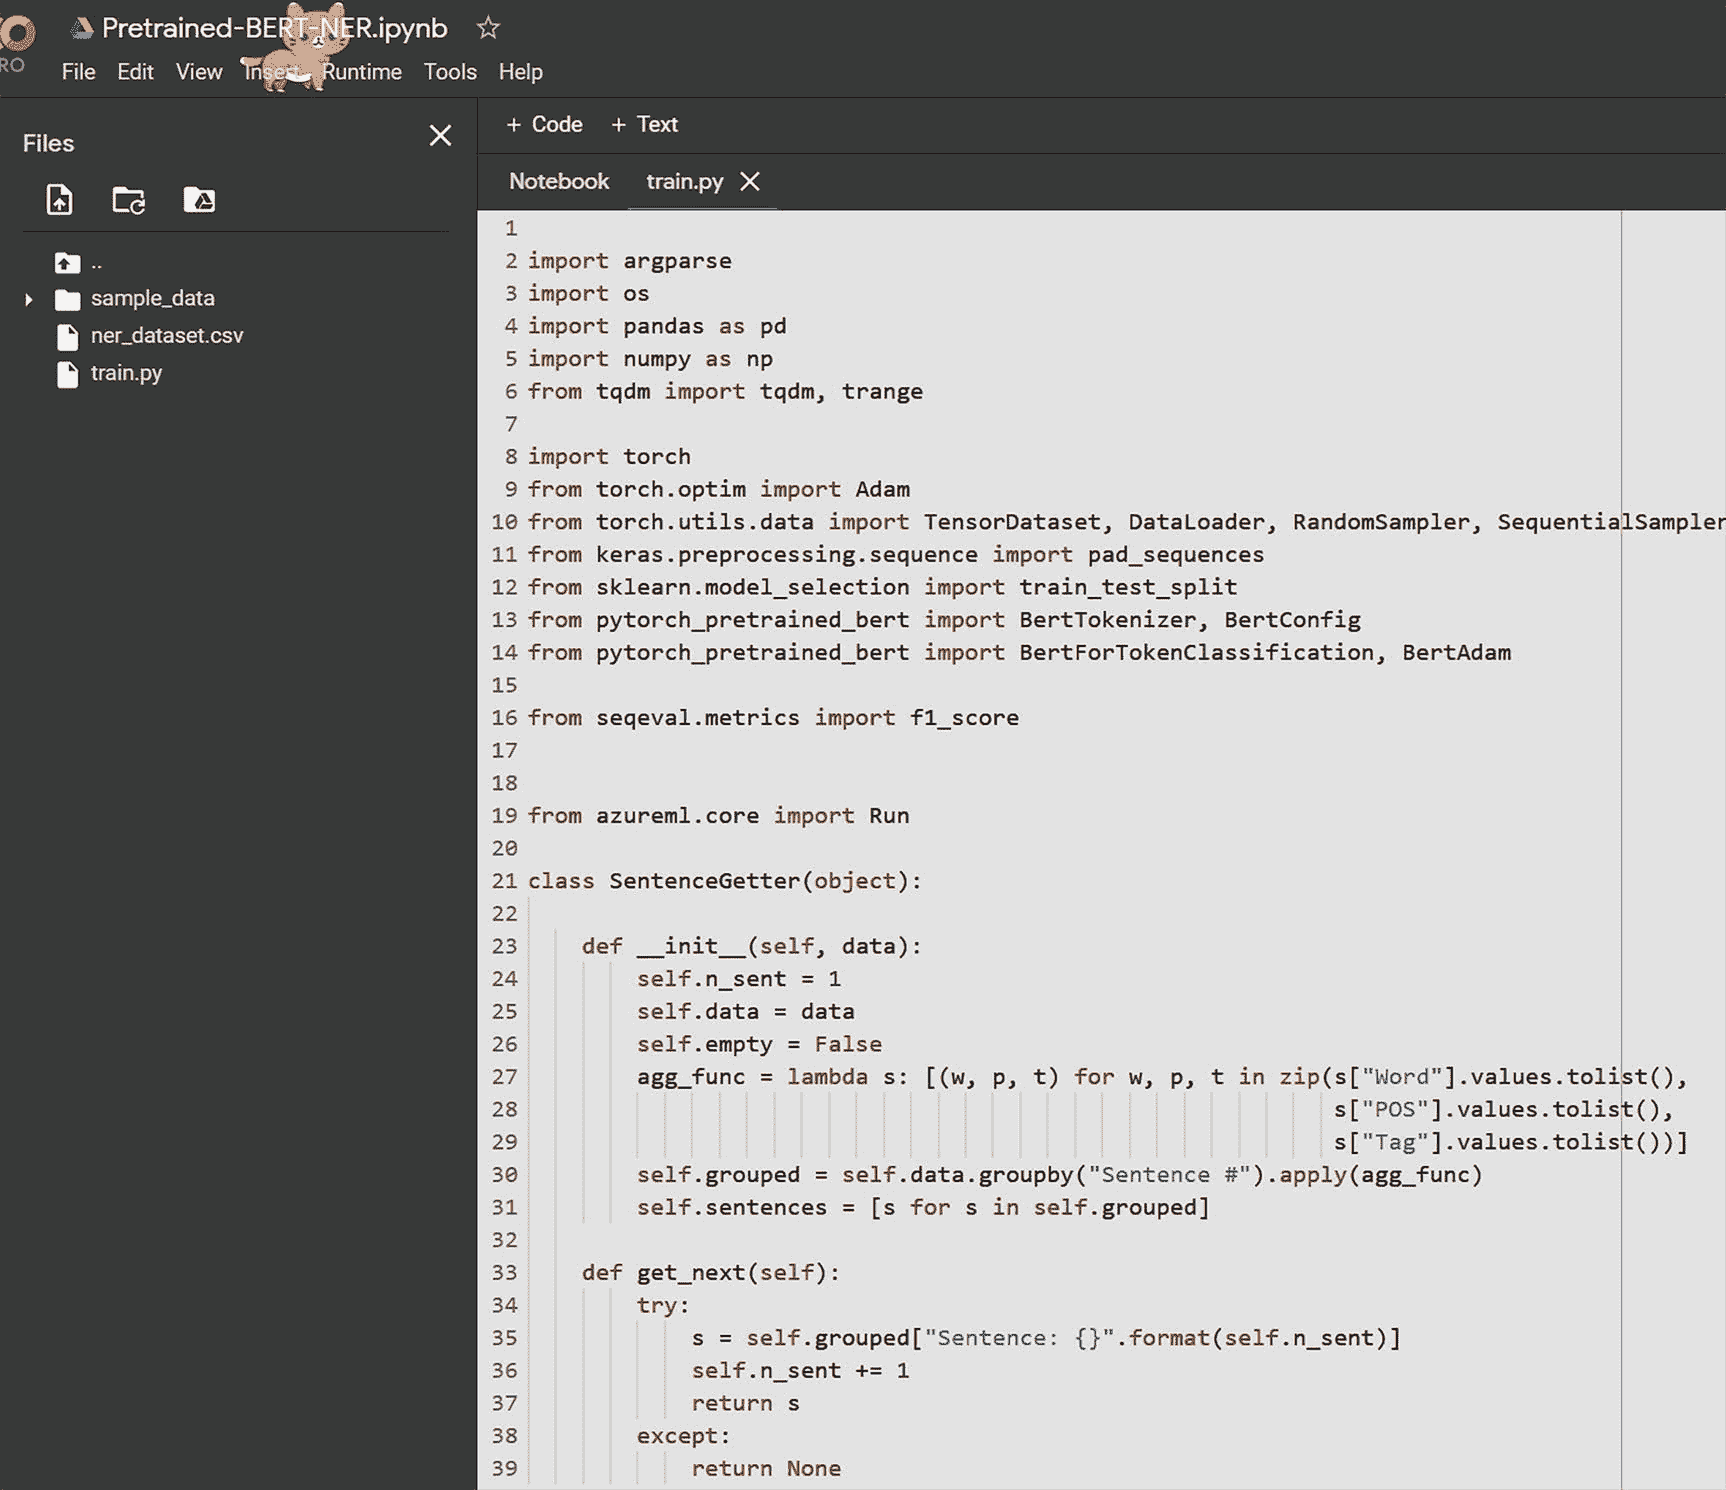 Pretrained-BERT-NER.ipynb
RO
File Edit View Insert Runtime Tools Help
Files
+ Code + Text
Notebook train.py
..
sample_data
ner_dataset.csv
train.py
1
2 import argparse
3 import os
4 import pandas as pd
5 import numpy as np
6 from tqdm import tqdm, trange
7
8 import torch
9 from torch.optim import Adam
10 from torch.utils.data import TensorDataset, DataLoader, RandomSampler, SequentialSampler
11 from keras.preprocessing.sequence import pad_sequences
12 from sklearn.model_selection import train_test_split
13 from pytorch_pretrained_bert import BertTokenizer, BertConfig
14 from pytorch_pretrained_bert import BertForTokenClassification, BertAdam
15
16 from seqeval.metrics import f1_score
17
18
19 from azureml.core import Run
20
21 class SentenceGetter(object):
22
23     def __init__(self, data):
24         self.n_sent = 1
25         self.data = data
26         self.empty = False
27         agg_func = lambda s: [(w, p, t) for w, p, t in zip(s["Word"].values.tolist(),
28                                                            s["POS"].values.tolist(),
29                                                            s["Tag"].values.tolist())]
30         self.grouped = self.data.groupby("Sentence #").apply(agg_func)
31         self.sentences = [s for s in self.grouped]
32
33     def get_next(self):
34         try:
35             s = self.grouped["Sentence: {}".format(self.n_sent)]
36             self.n_sent += 1
37             return s
38         except:
39             return None